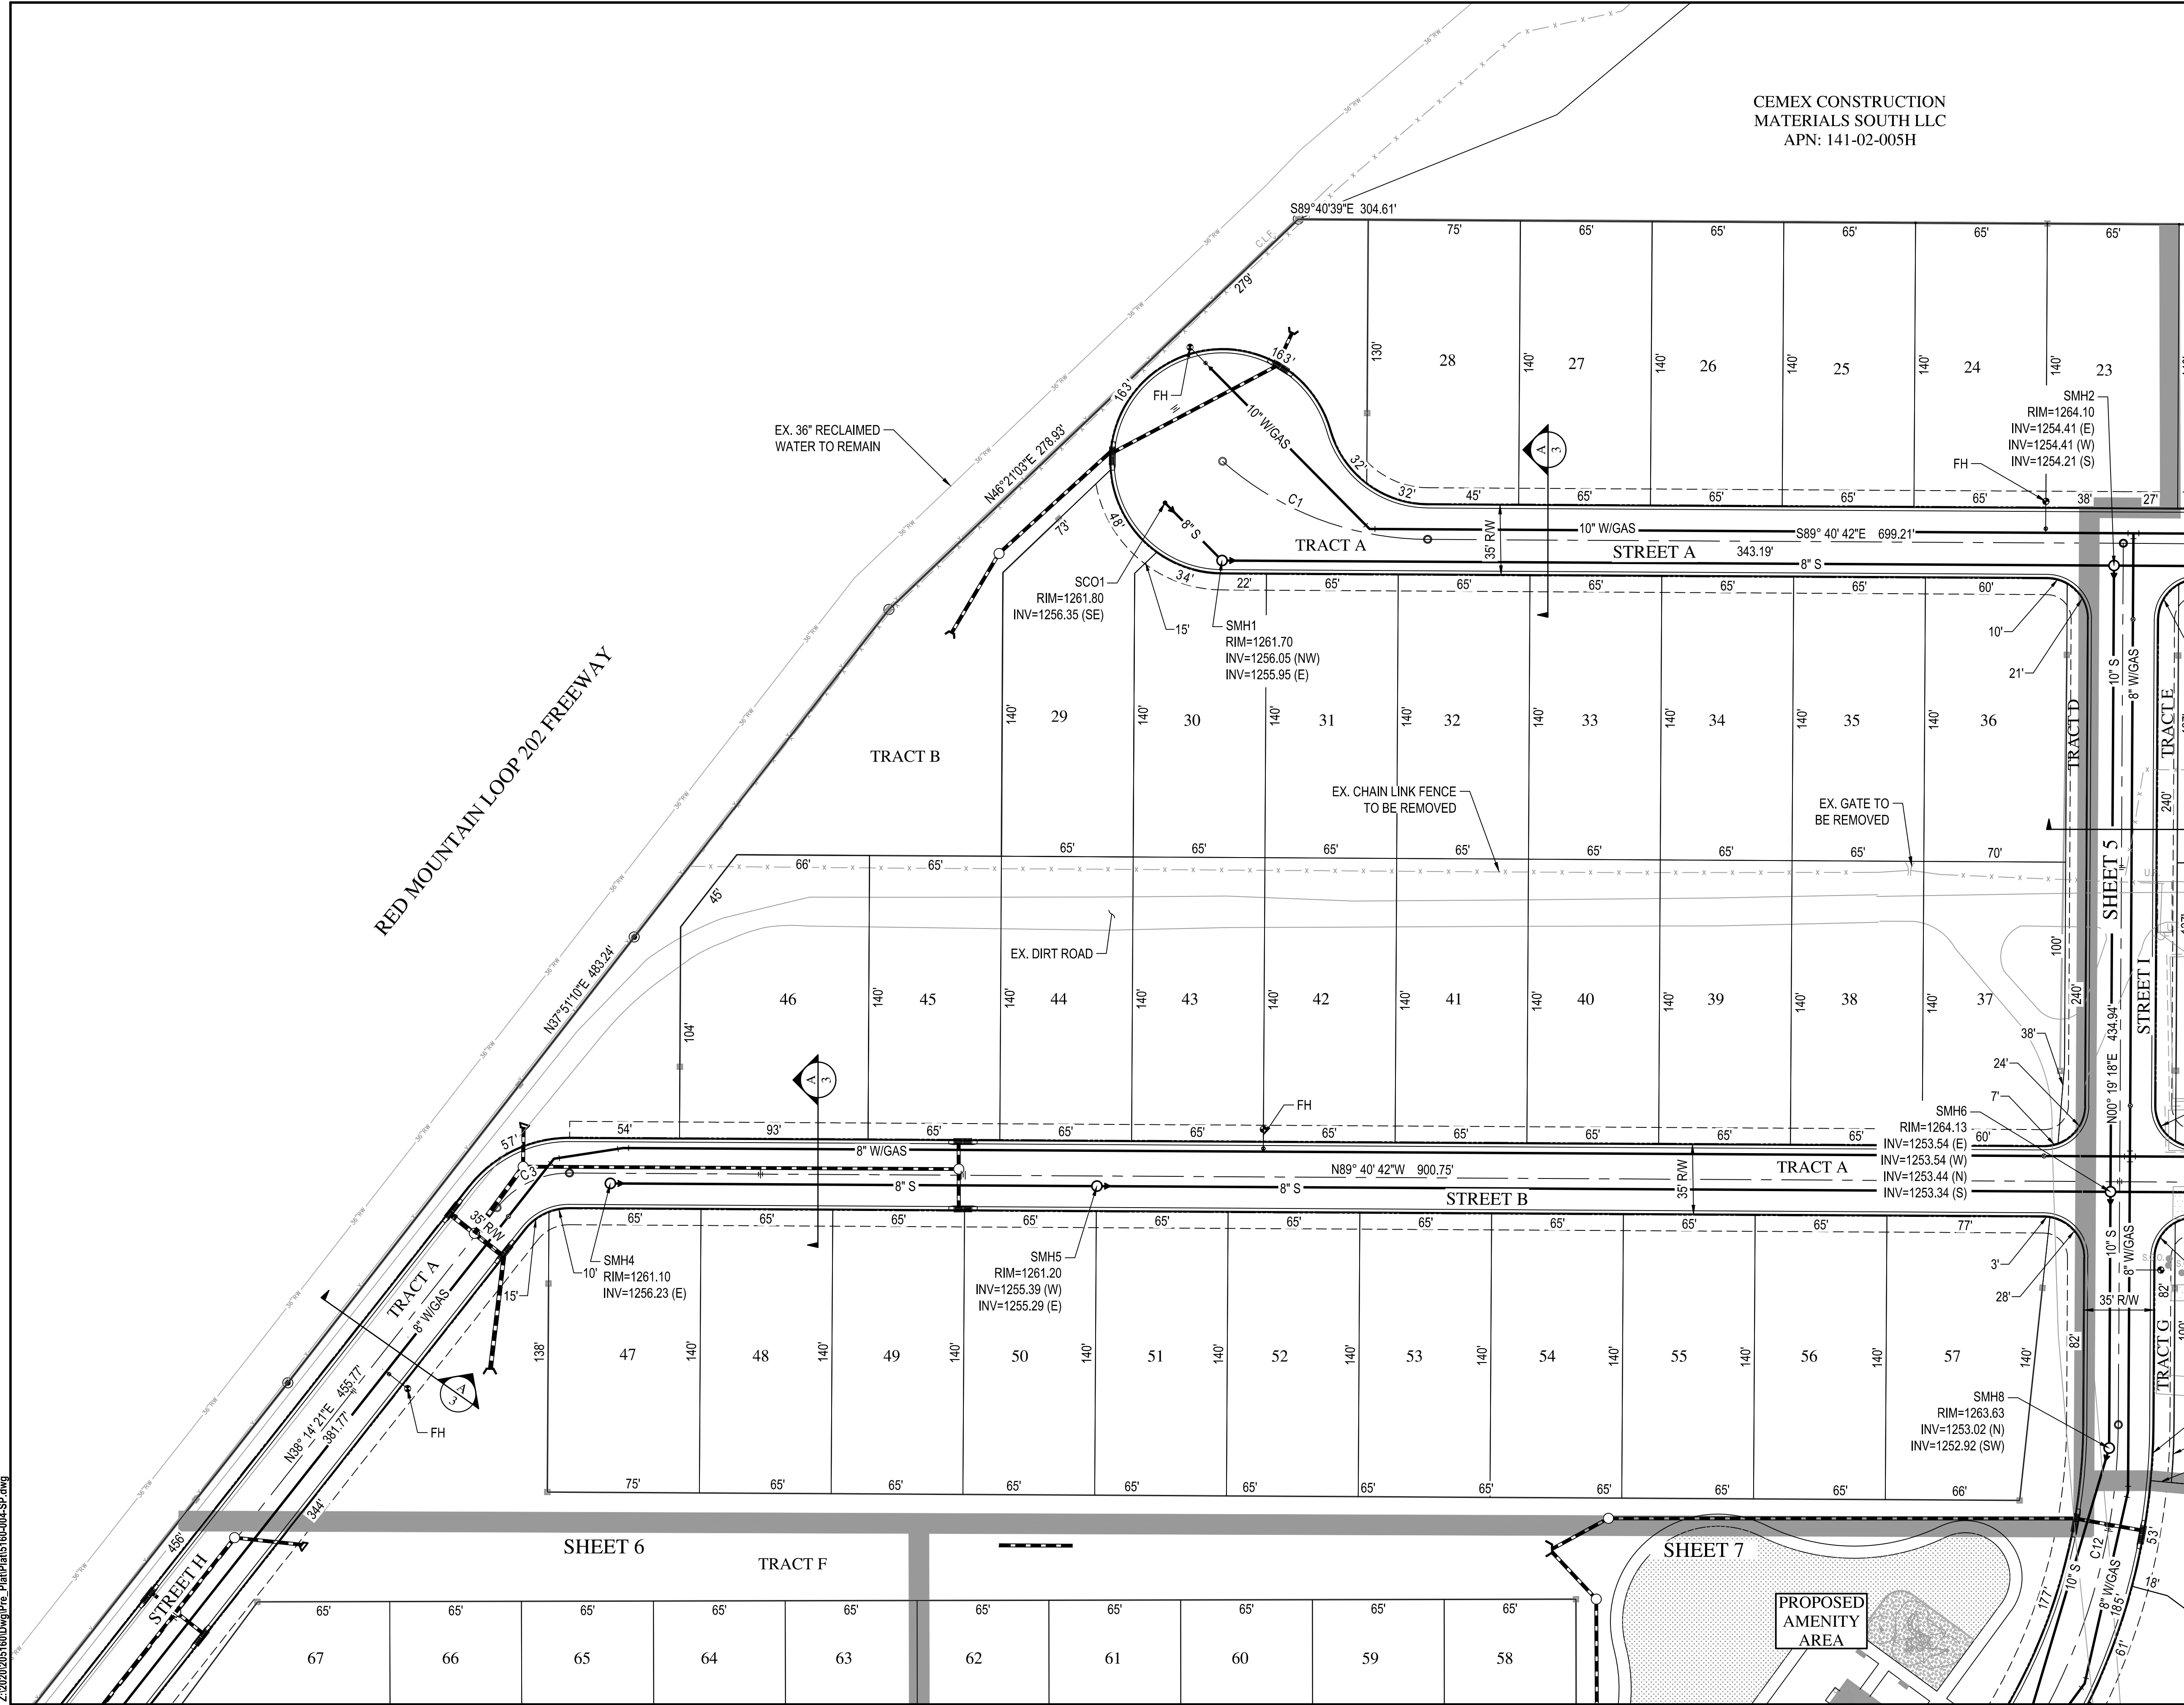 CEMEX CONSTRUCTION
MATERIALS SOUTH LLC
APN: 141-02-005H
S89°40'39"E 304.61'
75'
65'
65'
65'
65'
65'
C.L.F.
279'
130'
28
140'
27
140'
26
140'
25
140'
24
140'
23
EX. 36" RECLAIMED
WATER TO REMAIN
N46°21'03"E 278.93'
163'
163'
FH
10" W/GAS
A
3
SMH2
RIM=1264.10
INV=1254.41 (E)
INV=1254.41 (W)
INV=1254.21 (S)
FH
32'
32'
45'
65'
65'
65'
65'
38'
27'
C1
48'
73'
8" S
34'
TRACT A
35' R/W
10" W/GAS
S89° 40' 42"E 699.21'
STREET A
343.19'
8" S
SCO1
RIM=1261.80
INV=1256.35 (SE)
15'
22'
65'
65'
65'
65'
65'
60'
SMH1
RIM=1261.70
INV=1256.05 (NW)
INV=1255.95 (E)
10'
21'
10" S
8" W/GAS
TRACT D
TRACT E
RED MOUNTAIN LOOP 202 FREEWAY
TRACT B
140'
29
140'
30
140'
31
140'
32
140'
33
140'
34
140'
35
140'
36
EX. CHAIN LINK FENCE
TO BE REMOVED
EX. GATE TO
BE REMOVED
240'
66'
65'
65'
65'
65'
65'
65'
65'
65'
70'
45'
EX. DIRT ROAD
SHEET 5
STREET I
N37°51'10"E 483.24'
104'
46
140'
45
140'
44
140'
43
140'
42
140'
41
140'
40
140'
39
140'
38
140'
37
100'
240'
N00° 19' 18"E 434.94'
38'
24'
7'
SMH6
RIM=1264.13
INV=1253.54 (E)
INV=1253.54 (W)
INV=1253.44 (N)
INV=1253.34 (S)
A
3
FH
57'
54'
93'
65'
65'
65'
65'
65'
65'
65'
65'
60'
8" W/GAS
C3
35' R/W
N89° 40' 42"W 900.75'
TRACT A
35' R/W
8" S
8" S
STREET B
65'
65'
65'
65'
65'
65'
65'
65'
65'
65'
77'
SMH4
RIM=1261.10
INV=1256.23 (E)
10'
15'
SMH5
RIM=1261.20
INV=1255.39 (W)
INV=1255.29 (E)
3'
28'
10" S
8" W/GAS
35' R/W
82'
82'
TRACT G
TRACT A
8" W/GAS
138'
47
140'
48
140'
49
140'
50
140'
51
140'
52
140'
53
140'
54
140'
55
140'
56
140'
57
140'
A
3
FH
N38° 14' 21"E 455.77'
381.77'
SMH8
RIM=1263.63
INV=1253.02 (N)
INV=1252.92 (SW)
75'
65'
65'
65'
65'
65'
65'
65'
65'
65'
66'
344'
456'
STREET H
SHEET 6
TRACT F
SHEET 7
53'
C12
10" S
8" W/GAS
177'
185'
18'
61'
65'
65'
65'
65'
65'
65'
65'
65'
65'
65'
67
66
65
64
63
62
61
60
59
58
PROPOSED
AMENITY
AREA